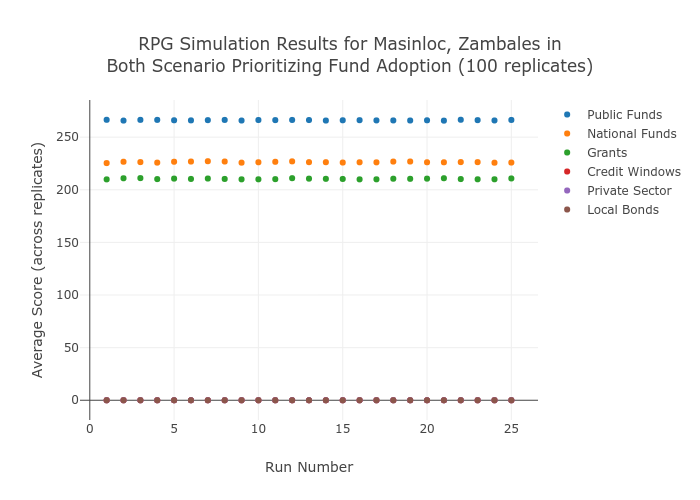 RPG Simulation Results for Masinloc, Zambales in
Both Scenario Prioritizing Fund Adoption (100 replicates)
Average Score (across replicates)
250
200
150
100
50
0
0 5 10 15 20 25
Run Number
Public Funds
National Funds
Grants
Credit Windows
Private Sector
Local Bonds